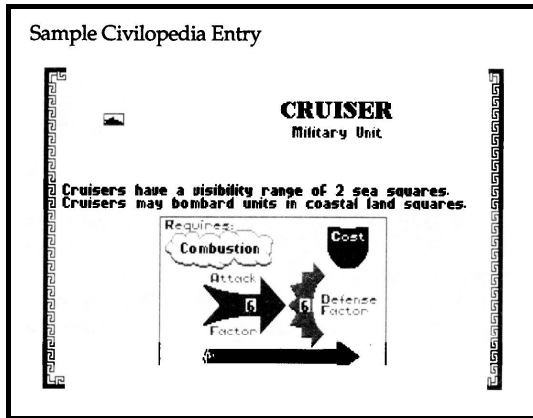 Sample Civilopedia Entry
CRUISER
Military Unit
Cruisers have a visibility range of 2 sea squares.
Cruisers may bombard units in coastal land squares.
Requires:
Combustion
Cost
Attack
6
Factor
6
Defense
Factor